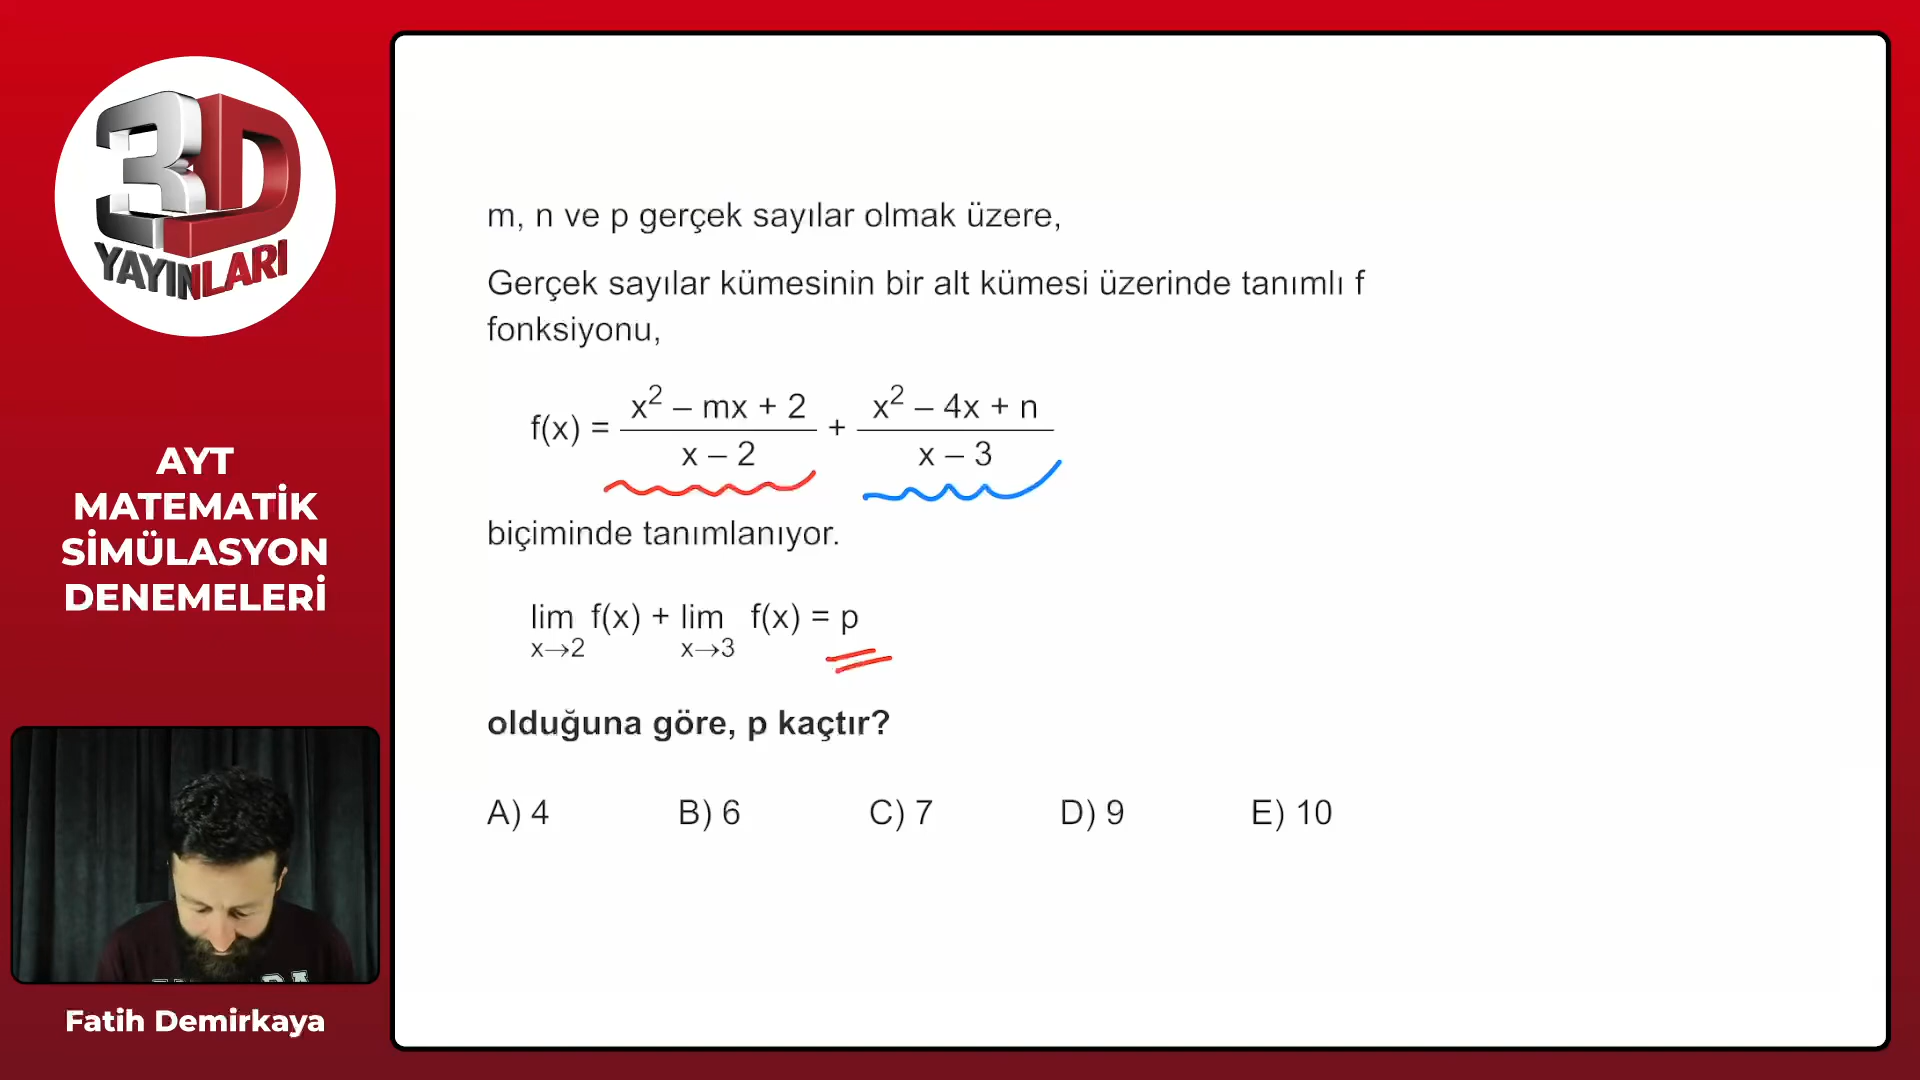 3D
YAYINLARI
AYT
MATEMATİK
SİMÜLASYON
DENEMELERİ
Fatih Demirkaya
m, n ve p gerçek sayılar olmak üzere,
Gerçek sayılar kümesinin bir alt kümesi üzerinde tanımlı f
fonksiyonu,
f(x) = (x² – mx + 2)/(x – 2) + (x² – 4x + n)/(x – 3)
biçiminde tanımlanıyor.
lim x→2 f(x) + lim x→3 f(x) = p
olduğuna göre, p kaçtır?
A) 4 B) 6 C) 7 D) 9 E) 10